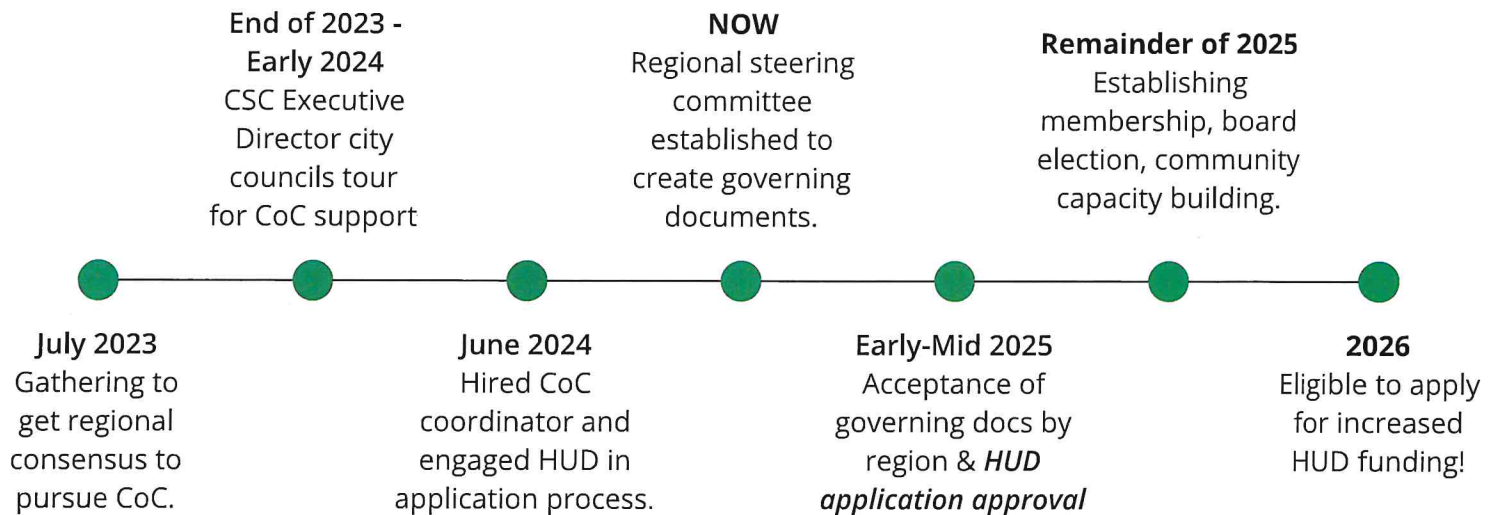 End of 2023 -
Early 2024
CSC Executive
Director city
councils tour
for CoC support
NOW
Regional steering
committee
established to
create governing
documents.
Remainder of 2025
Establishing
membership, board
election, community
capacity building.
July 2023
Gathering to
get regional
consensus to
pursue CoC.
June 2024
Hired CoC
coordinator and
engaged HUD in
application process.
Early-Mid 2025
Acceptance of
governing docs by
region & HUD
application approval
2026
Eligible to apply
for increased
HUD funding!